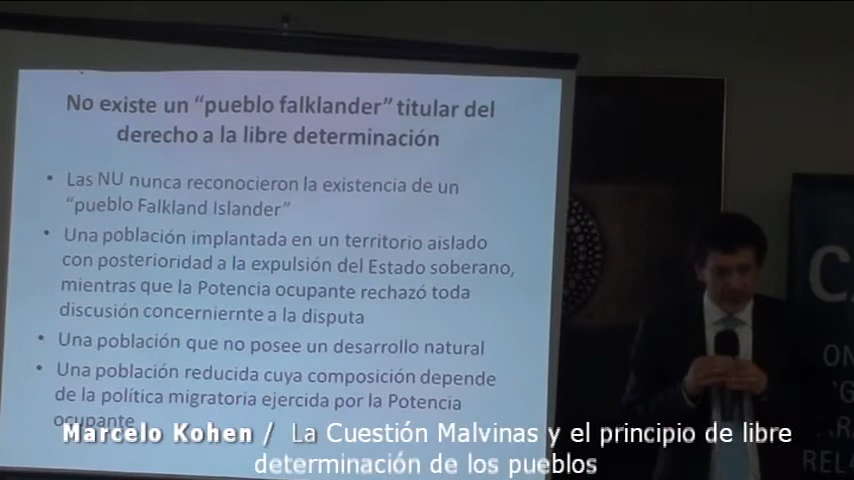 No existe un “pueblo falklander” titular del
derecho a la libre determinación
• Las NU nunca reconocieron la existencia de un
“pueblo Falkland Islander”
• Una población implantada en un territorio aislado
con posterioridad a la expulsión del Estado soberano,
mientras que la Potencia ocupante rechazó toda
discusión concerniernte a la disputa
• Una población que no posee un desarrollo natural
• Una población reducida cuya composición depende
de la política migratoria ejercida por la Potencia
ocupante
Marcelo Kohen / La Cuestión Malvinas y el principio de libre
determinación de los pueblos